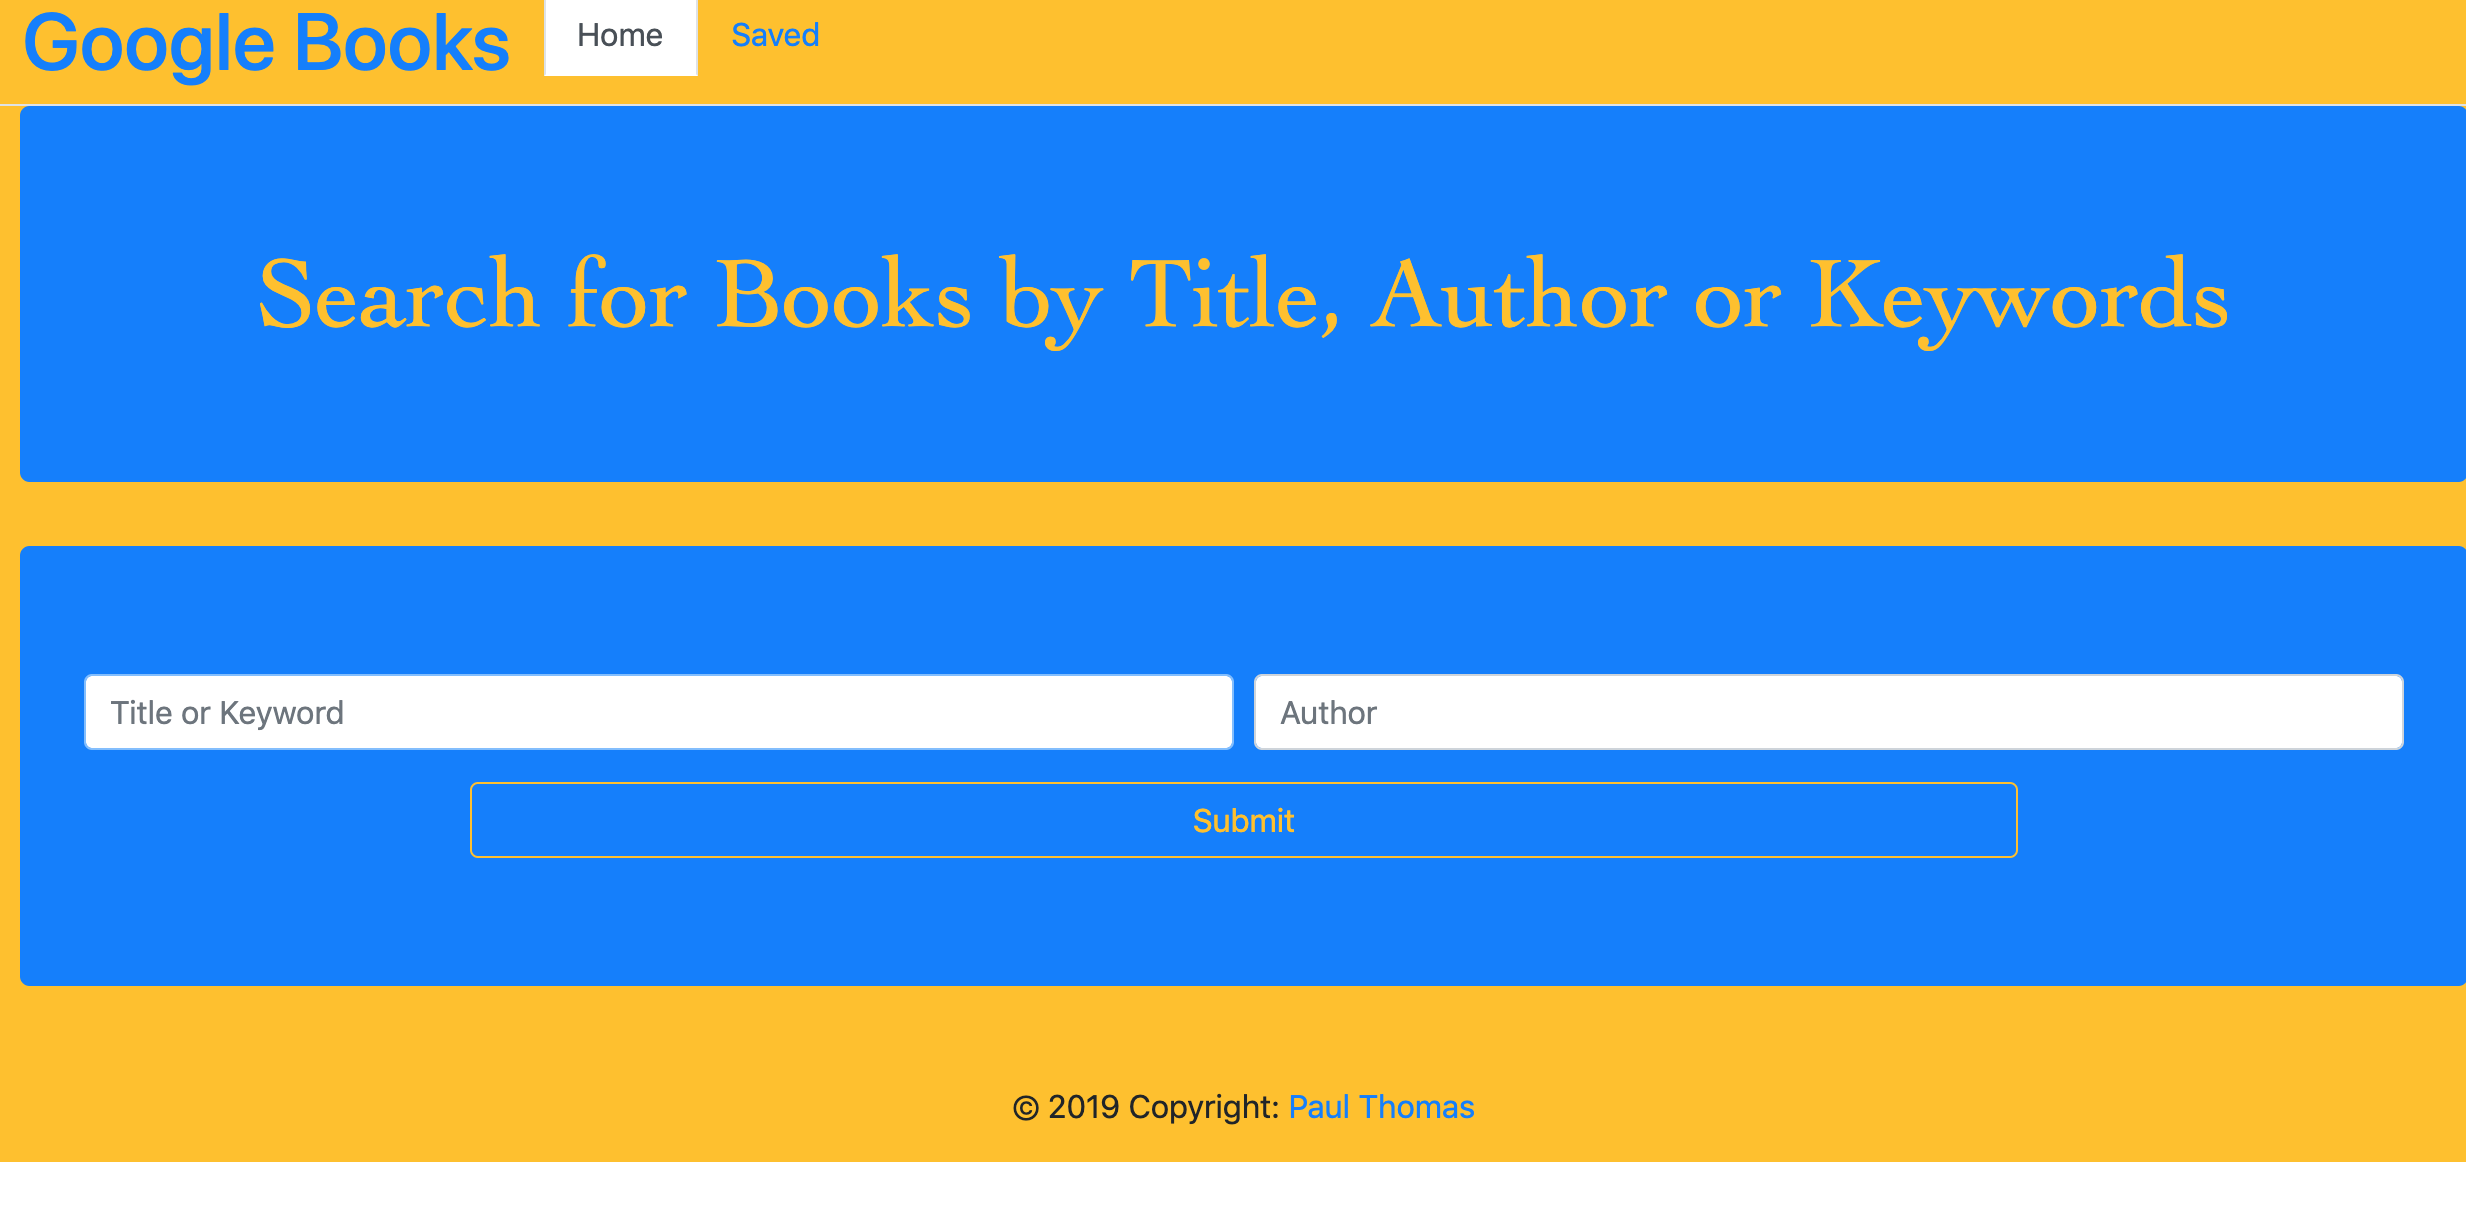 Google Books Home Saved
Search for Books by Title, Author or Keywords
Title or Keyword Author
Submit
© 2019 Copyright: Paul Thomas